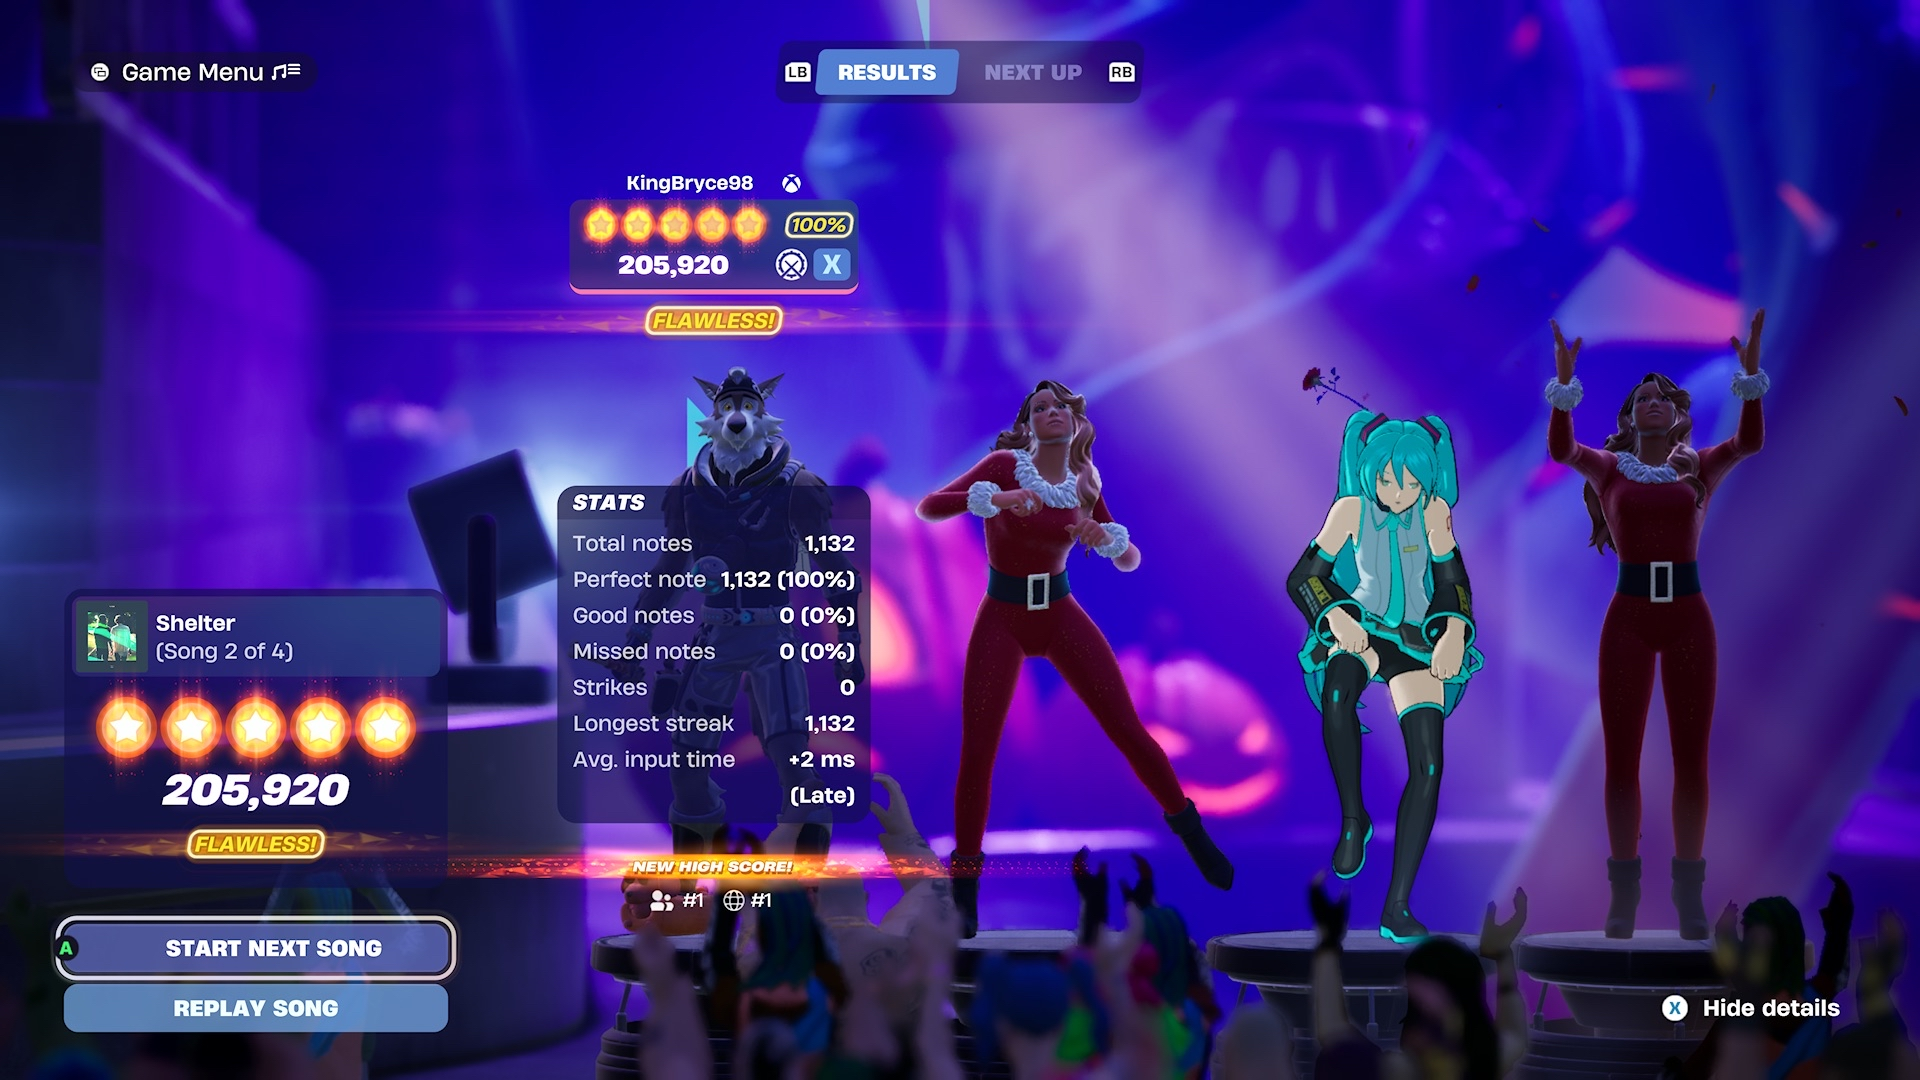 Game Menu
LB RESULTS NEXT UP RB
KingBryce98
100%
205,920 X
FLAWLESS!
STATS
Total notes 1,132
Perfect note 1,132 (100%)
Good notes 0 (0%)
Missed notes 0 (0%)
Strikes 0
Longest streak 1,132
Avg. input time +2 ms
(Late)
NEW HIGH SCORE!
#1 #1
Shelter
(Song 2 of 4)
205,920
FLAWLESS!
A START NEXT SONG
REPLAY SONG
X Hide details